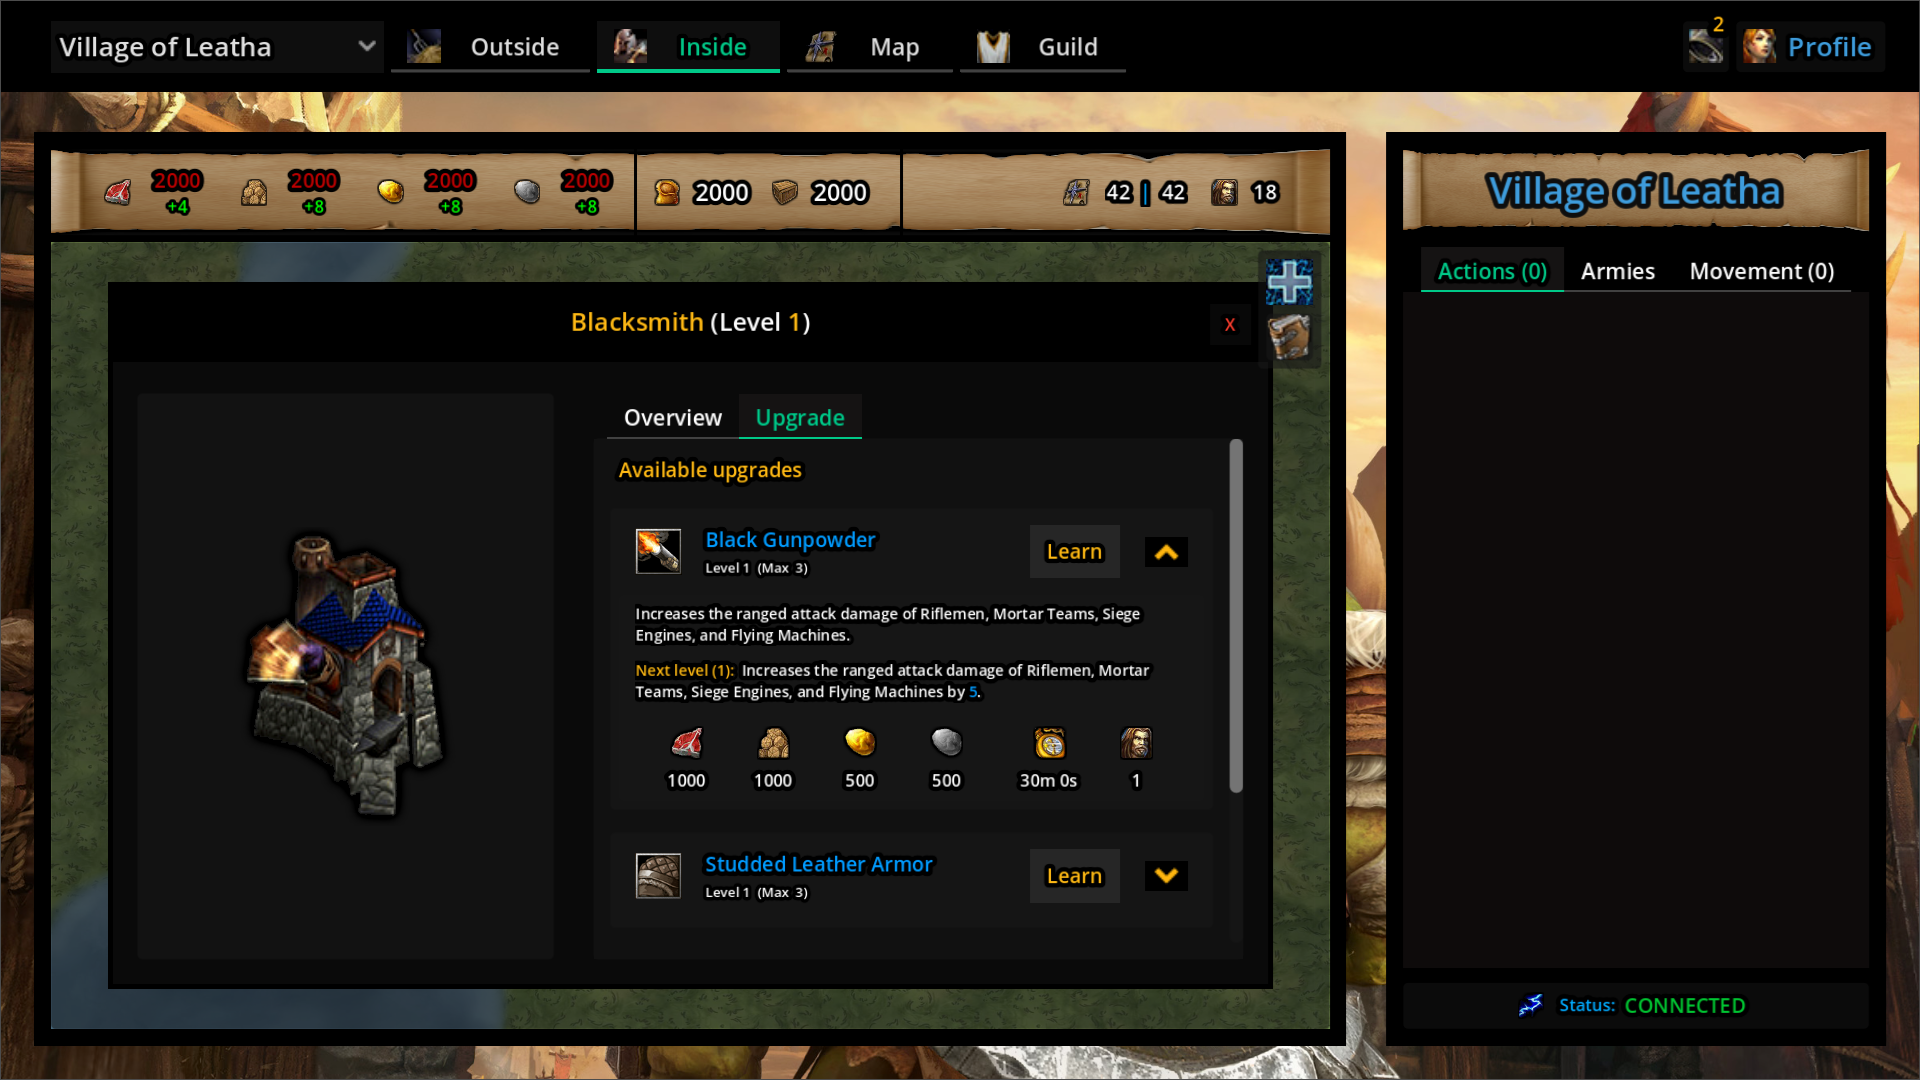 Village of Leatha
Outside
Inside
Map
Guild
2
Profile
2000
+4
2000
+8
2000
+8
2000
+8
2000
2000
42 | 42
18
Village of Leatha
Actions (0)
Armies
Movement (0)
Blacksmith (Level 1)
X
Overview
Upgrade
Available upgrades
Black Gunpowder
Level 1 (Max 3)
Learn
Increases the ranged attack damage of Riflemen, Mortar Teams, Siege
Engines, and Flying Machines.
Next level (1): Increases the ranged attack damage of Riflemen, Mortar
Teams, Siege Engines, and Flying Machines by 5.
1000
1000
500
500
30m 0s
1
Studded Leather Armor
Level 1 (Max 3)
Learn
Status: CONNECTED